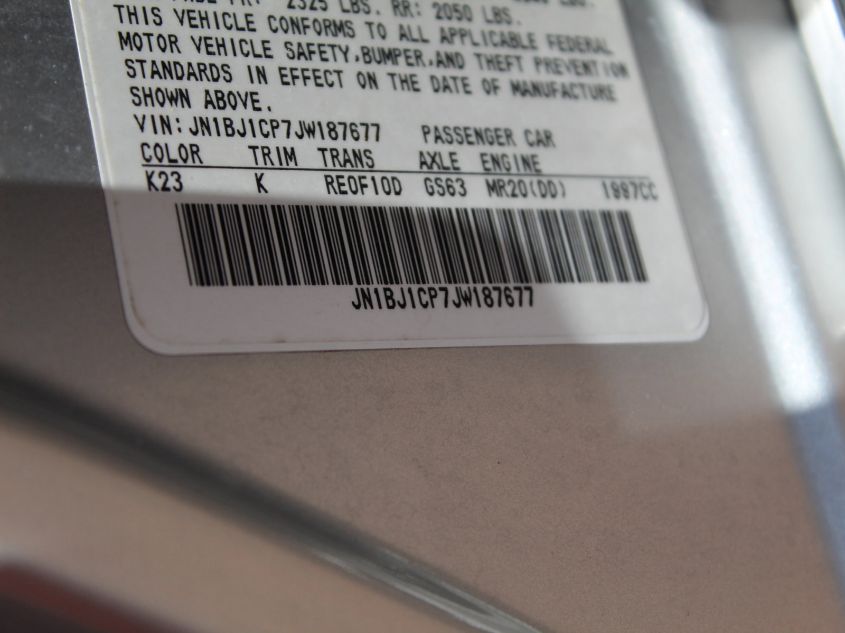 2325 LBS. RR: 2050 LBS.
THIS VEHICLE CONFORMS TO ALL APPLICABLE FEDERAL
MOTOR VEHICLE SAFETY,BUMPER,AND THEFT PREVENTION
STANDARDS IN EFFECT ON THE DATE OF MANUFACTURE
SHOWN ABOVE.
VIN: JN1BJ1CP7JW187677 PASSENGER CAR
COLOR TRIM TRANS AXLE ENGINE
K23 K RE0F10D GS63 MR20(DD) 1997CC
JN1BJ1CP7JW187677